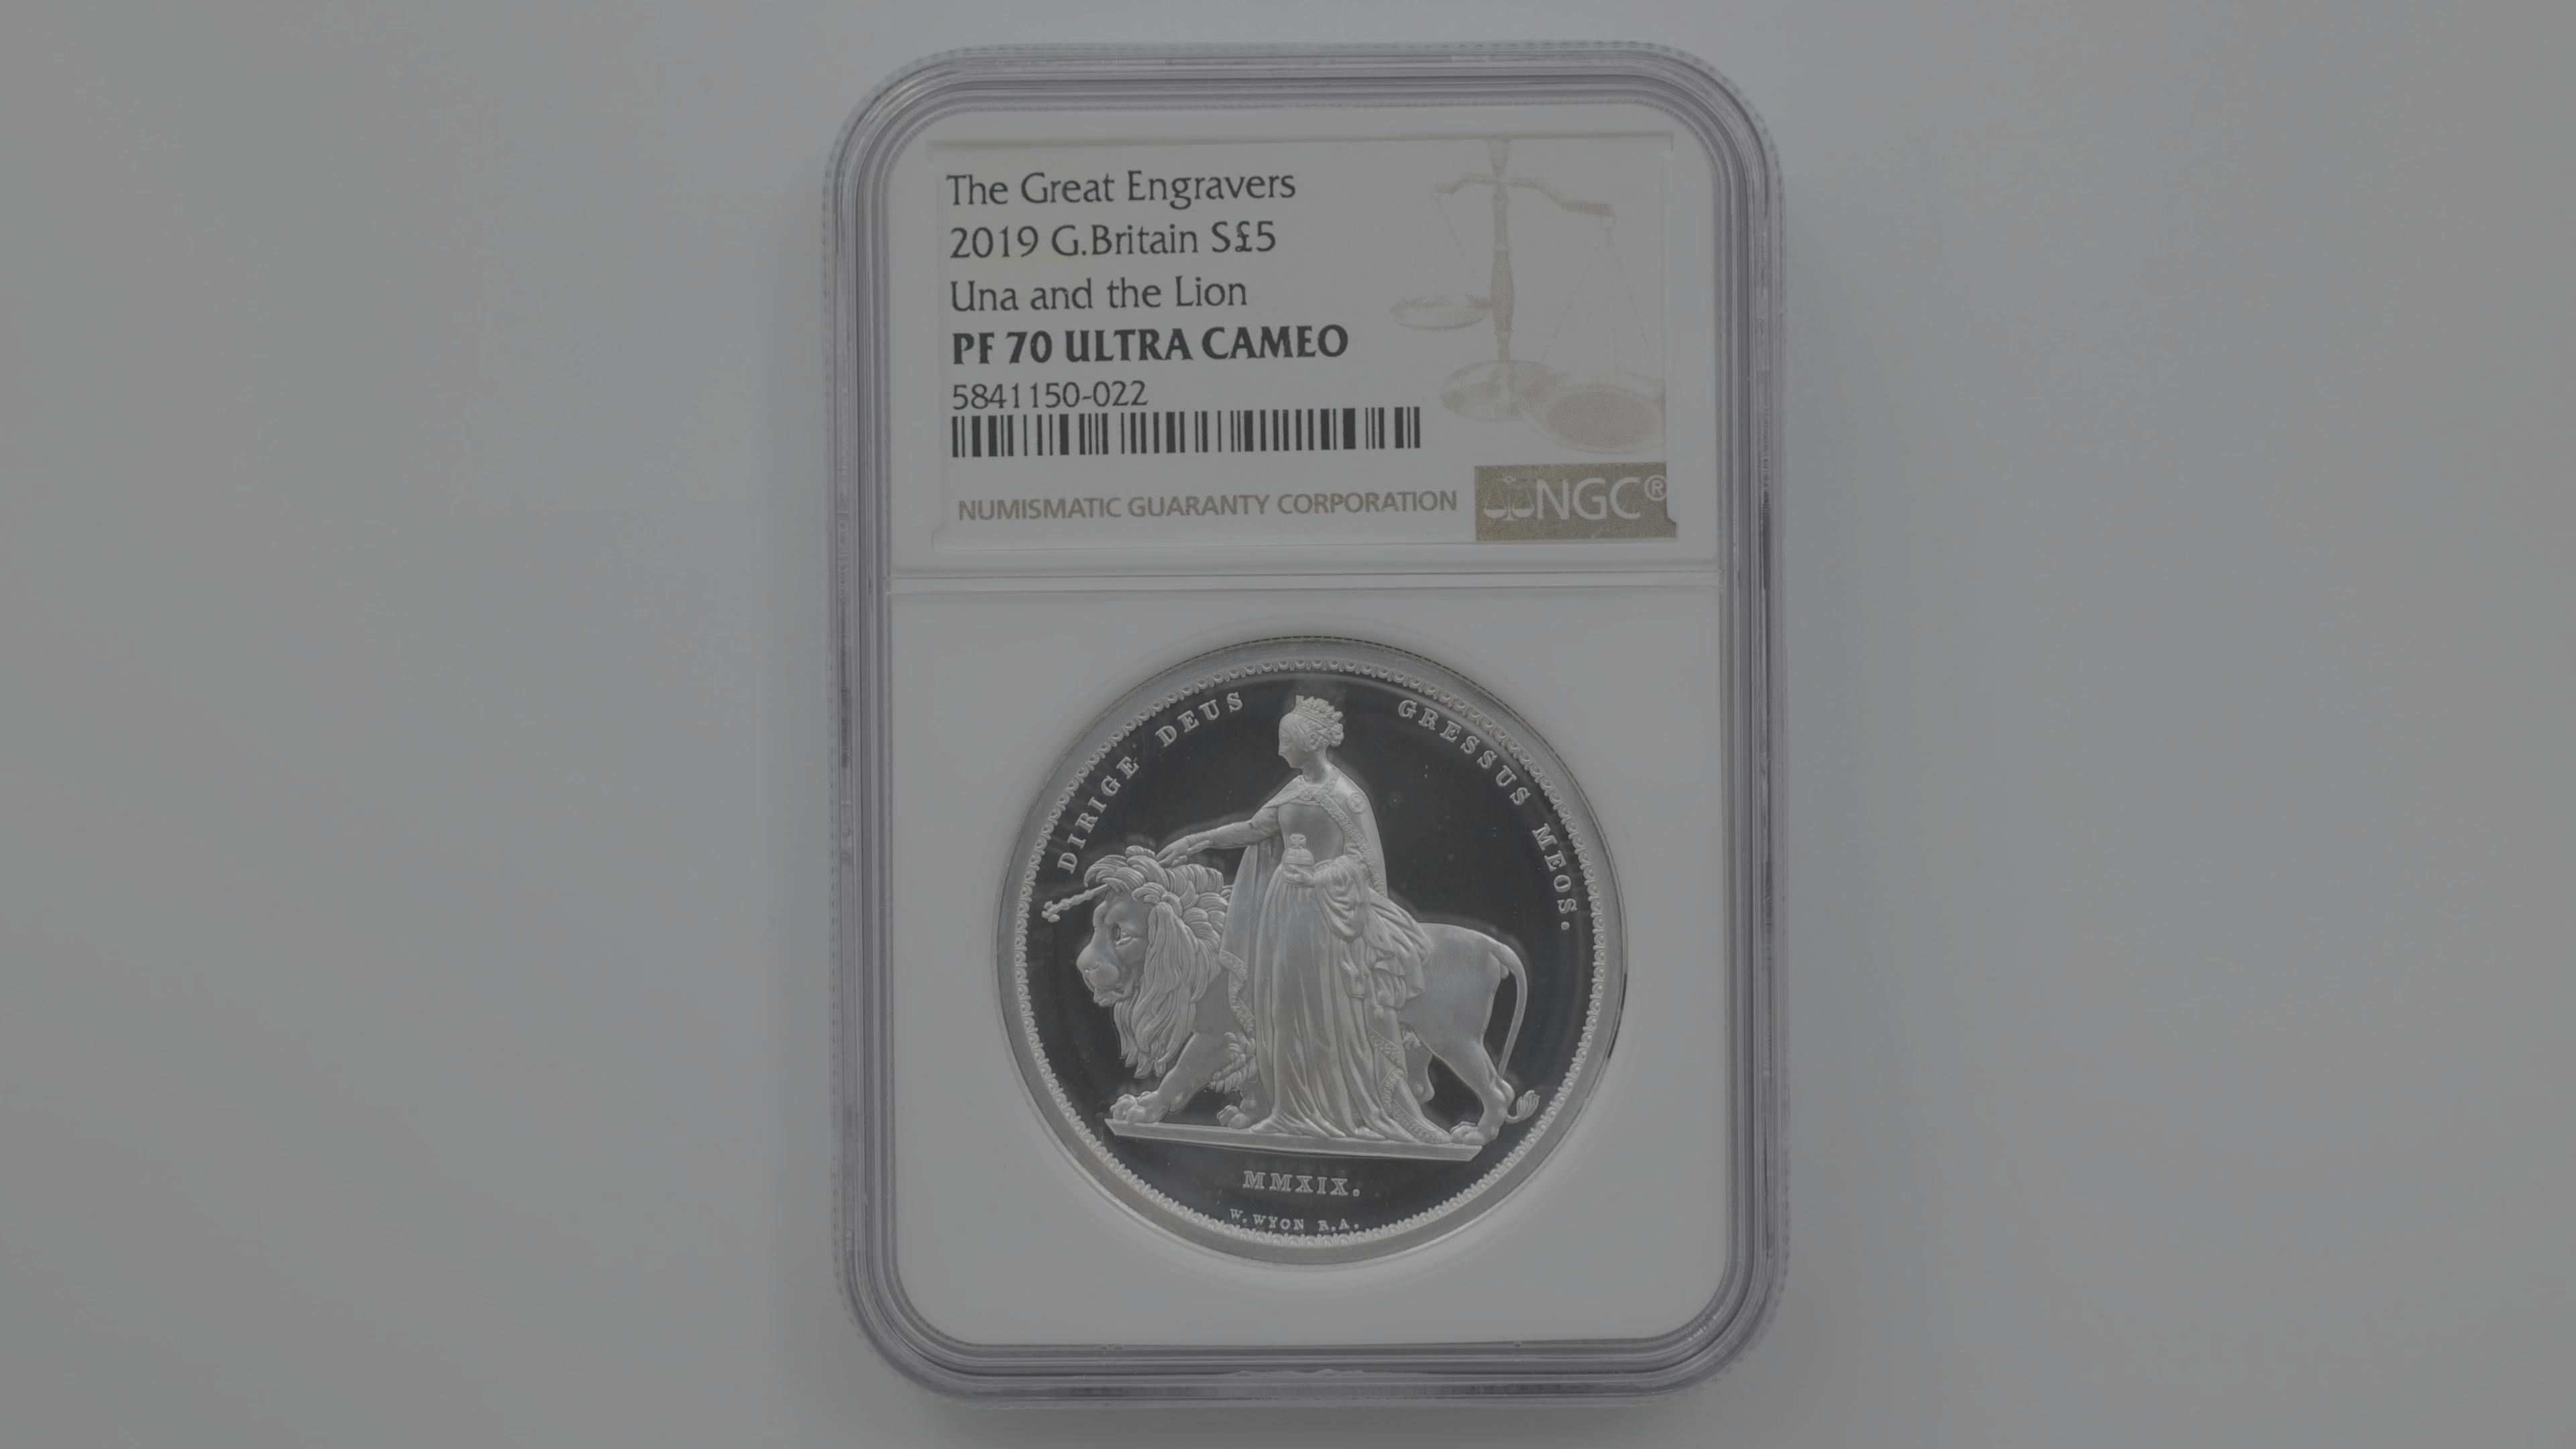 The Great Engravers
2019 G.Britain S£5
Una and the Lion
PF 70 ULTRA CAMEO
5841150-022
NUMISMATIC GUARANTY CORPORATION
NGC®
DIRIGE DEUS GRESSUS MEOS.
MMXIX.
W. WYON R.A.